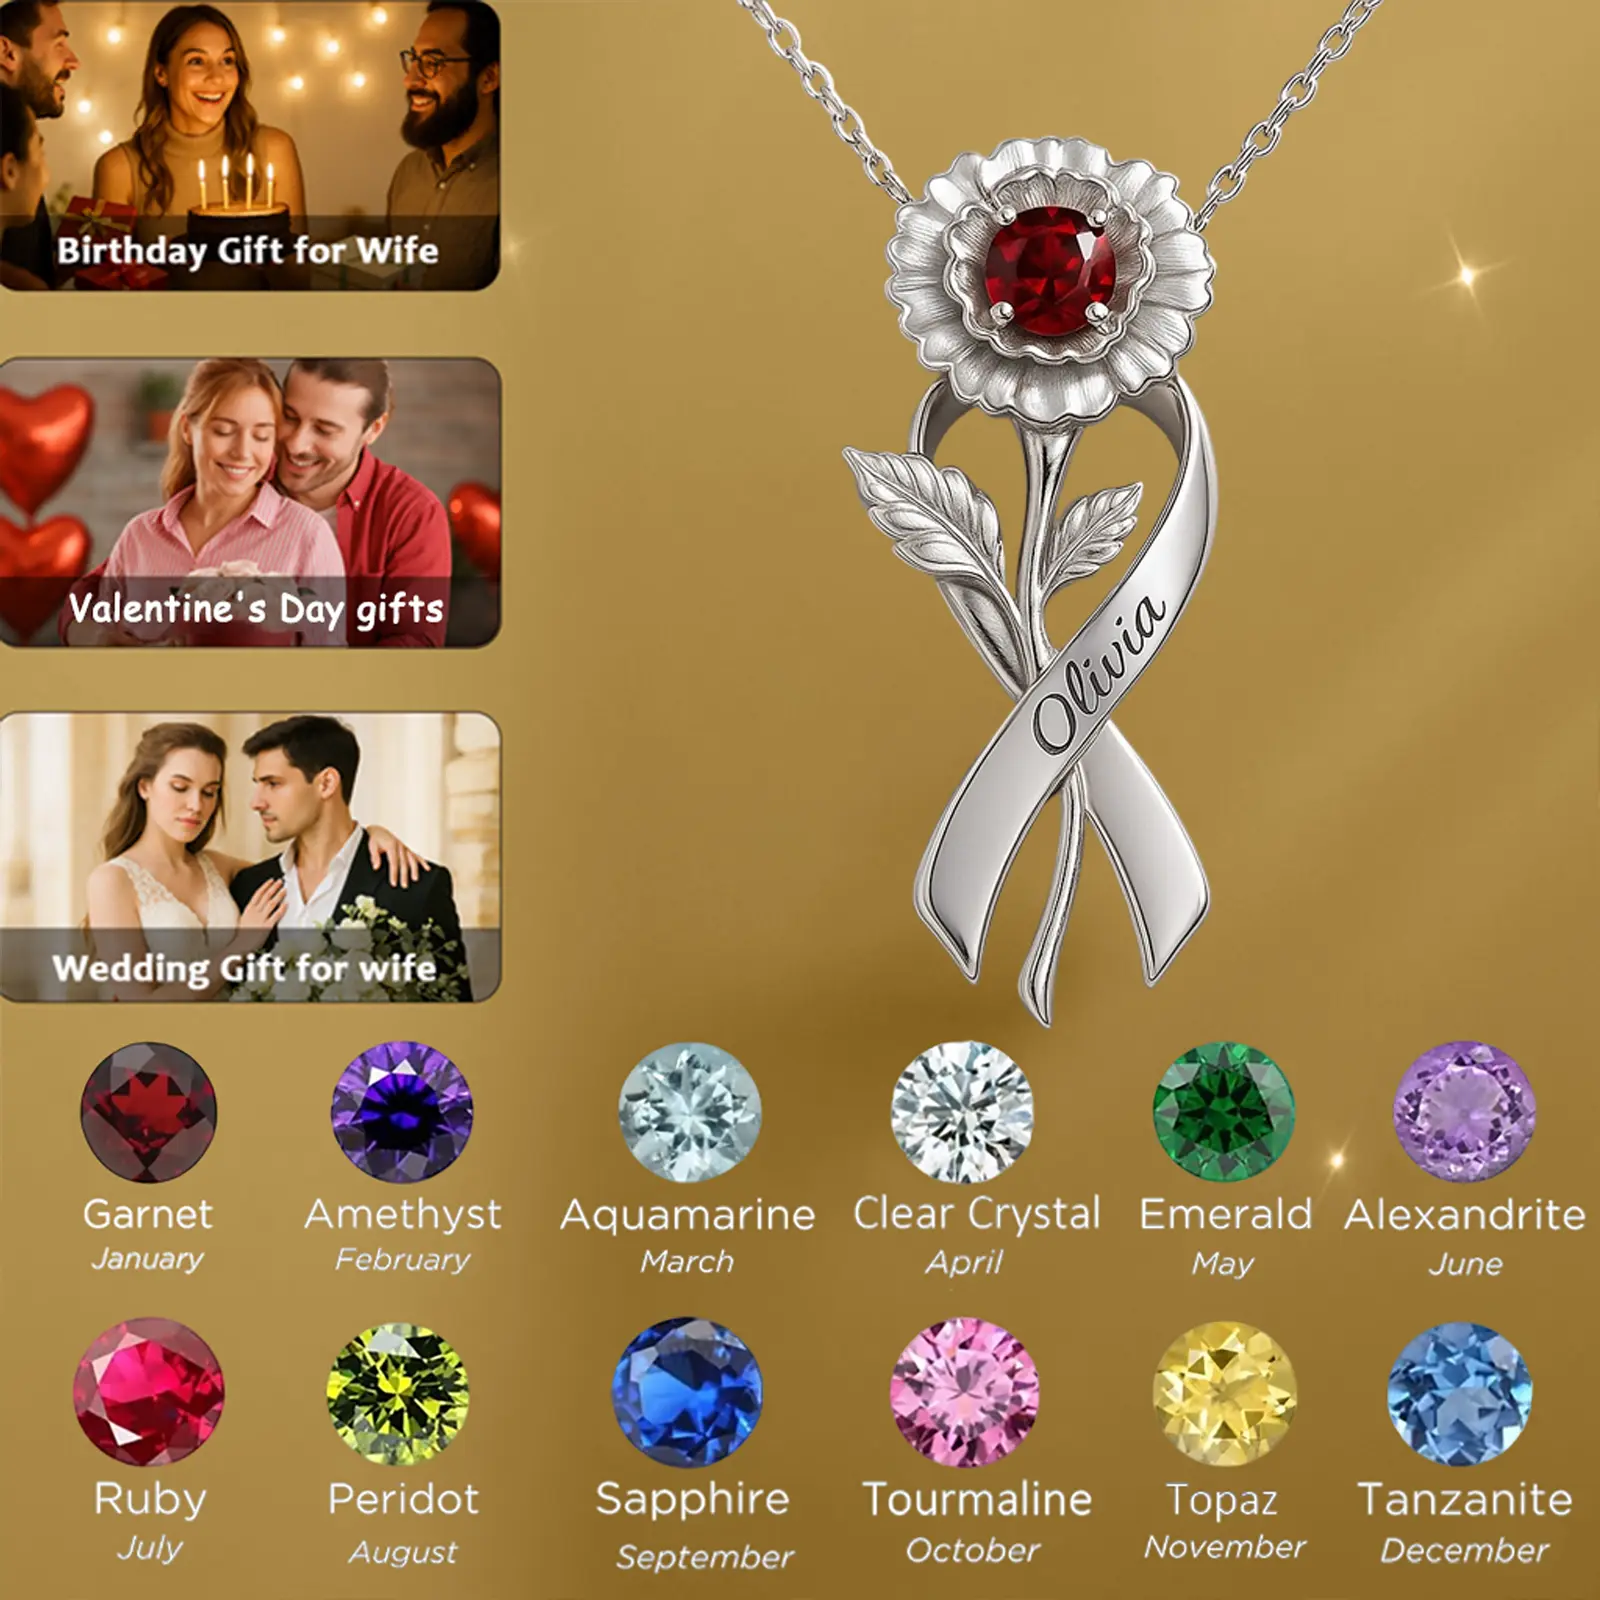 Birthday Gift for Wife
Valentine's Day gifts
Wedding Gift for wife
Olivia
Garnet
January
Amethyst
February
Aquamarine
March
Clear Crystal
April
Emerald
May
Alexandrite
June
Ruby
July
Peridot
August
Sapphire
September
Tourmaline
October
Topaz
November
Tanzanite
December